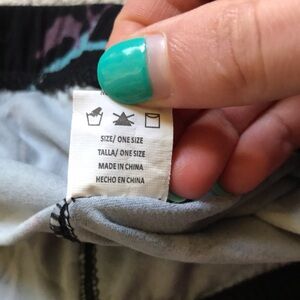 SIZE/ ONE SIZE
TALLA/ ONE SIZE
MADE IN CHINA
HECHO EN CHINA